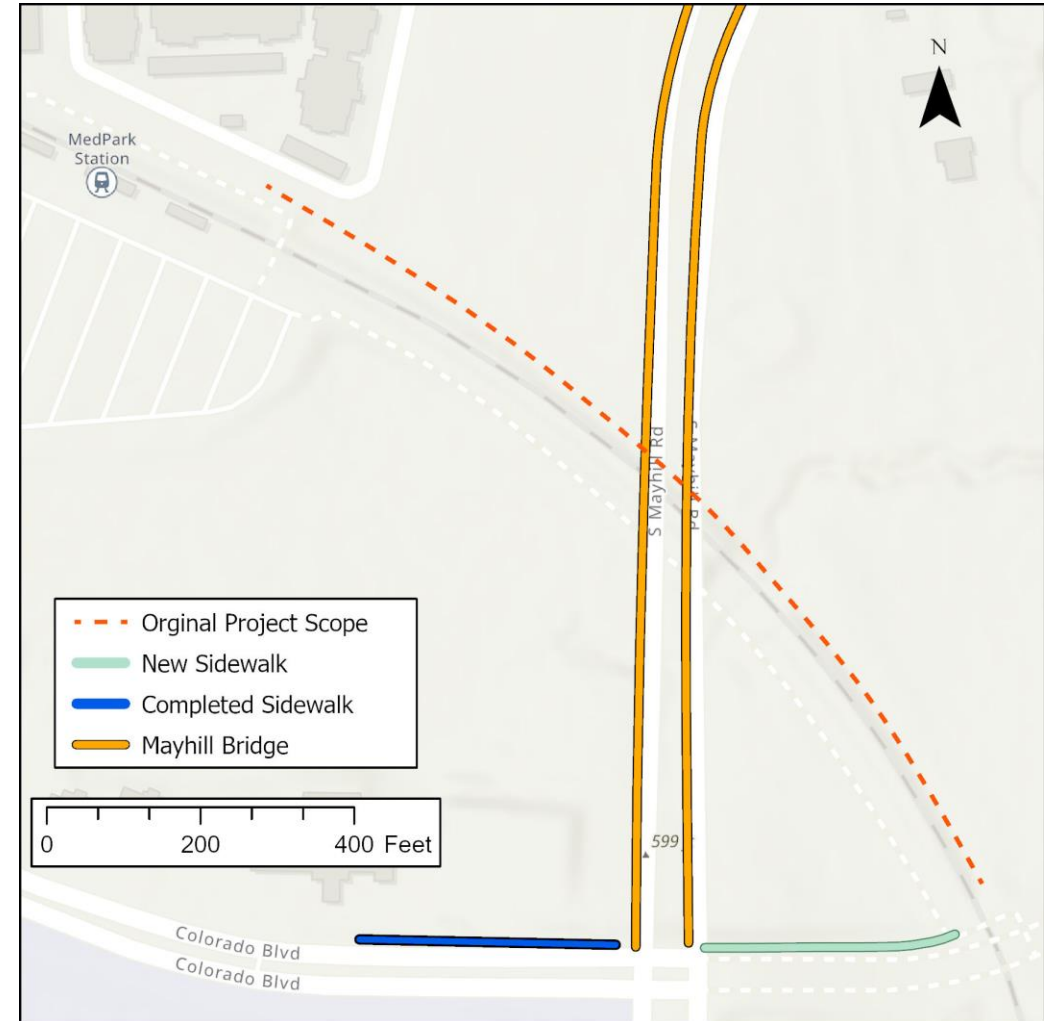 N
MedPark
Station
S Mayhill Rd
S Mayhill Rd
Orginal Project Scope
New Sidewalk
Completed Sidewalk
Mayhill Bridge
0 200 400 Feet
599
Colorado Blvd
Colorado Blvd